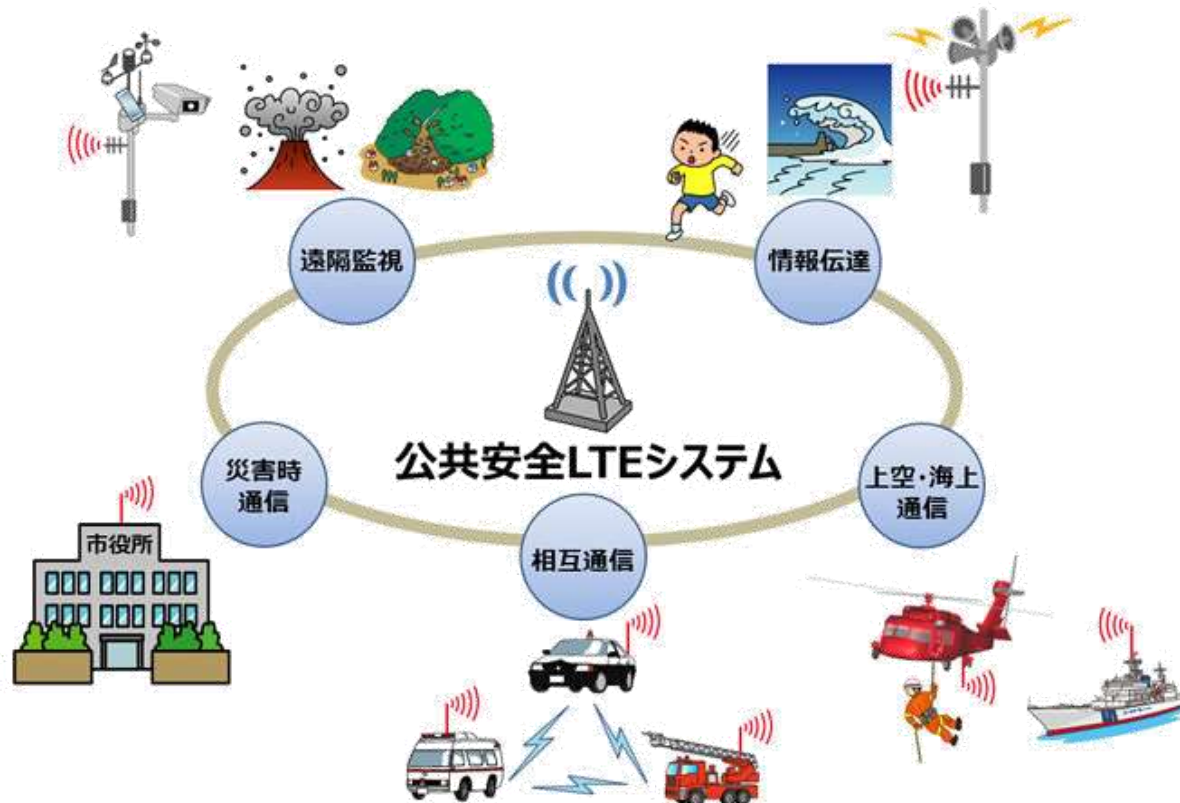 遠隔監視
情報伝達
公共安全LTEシステム
災害時
通信
上空・海上
通信
相互通信
市役所